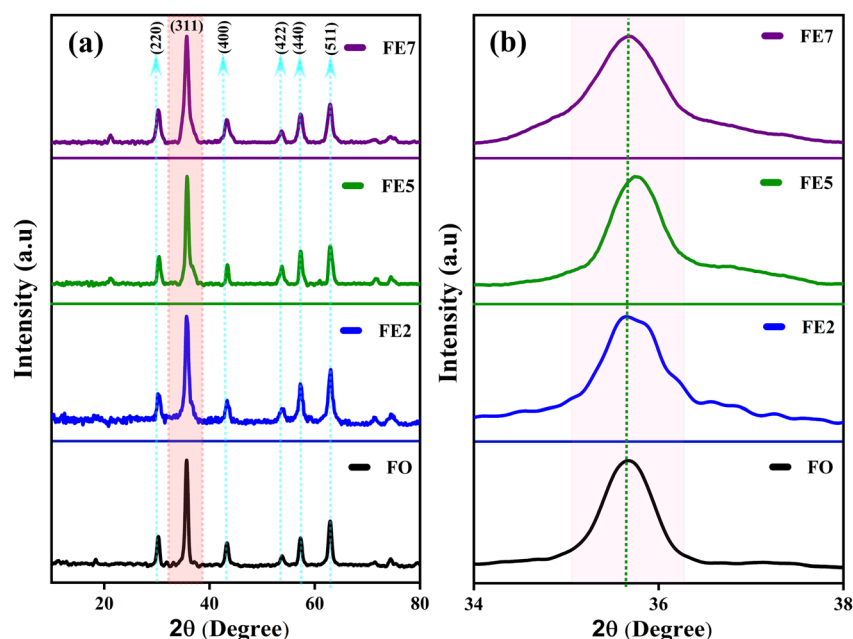 (a)
(220)
(311)
(400)
(422)
(440)
(511)
FE7
FE5
FE2
FO
Intensity (a.u)
20
40
60
80
2θ (Degree)
(b)
FE7
FE5
FE2
FO
Intensity (a.u)
34
36
38
2θ (Degree)